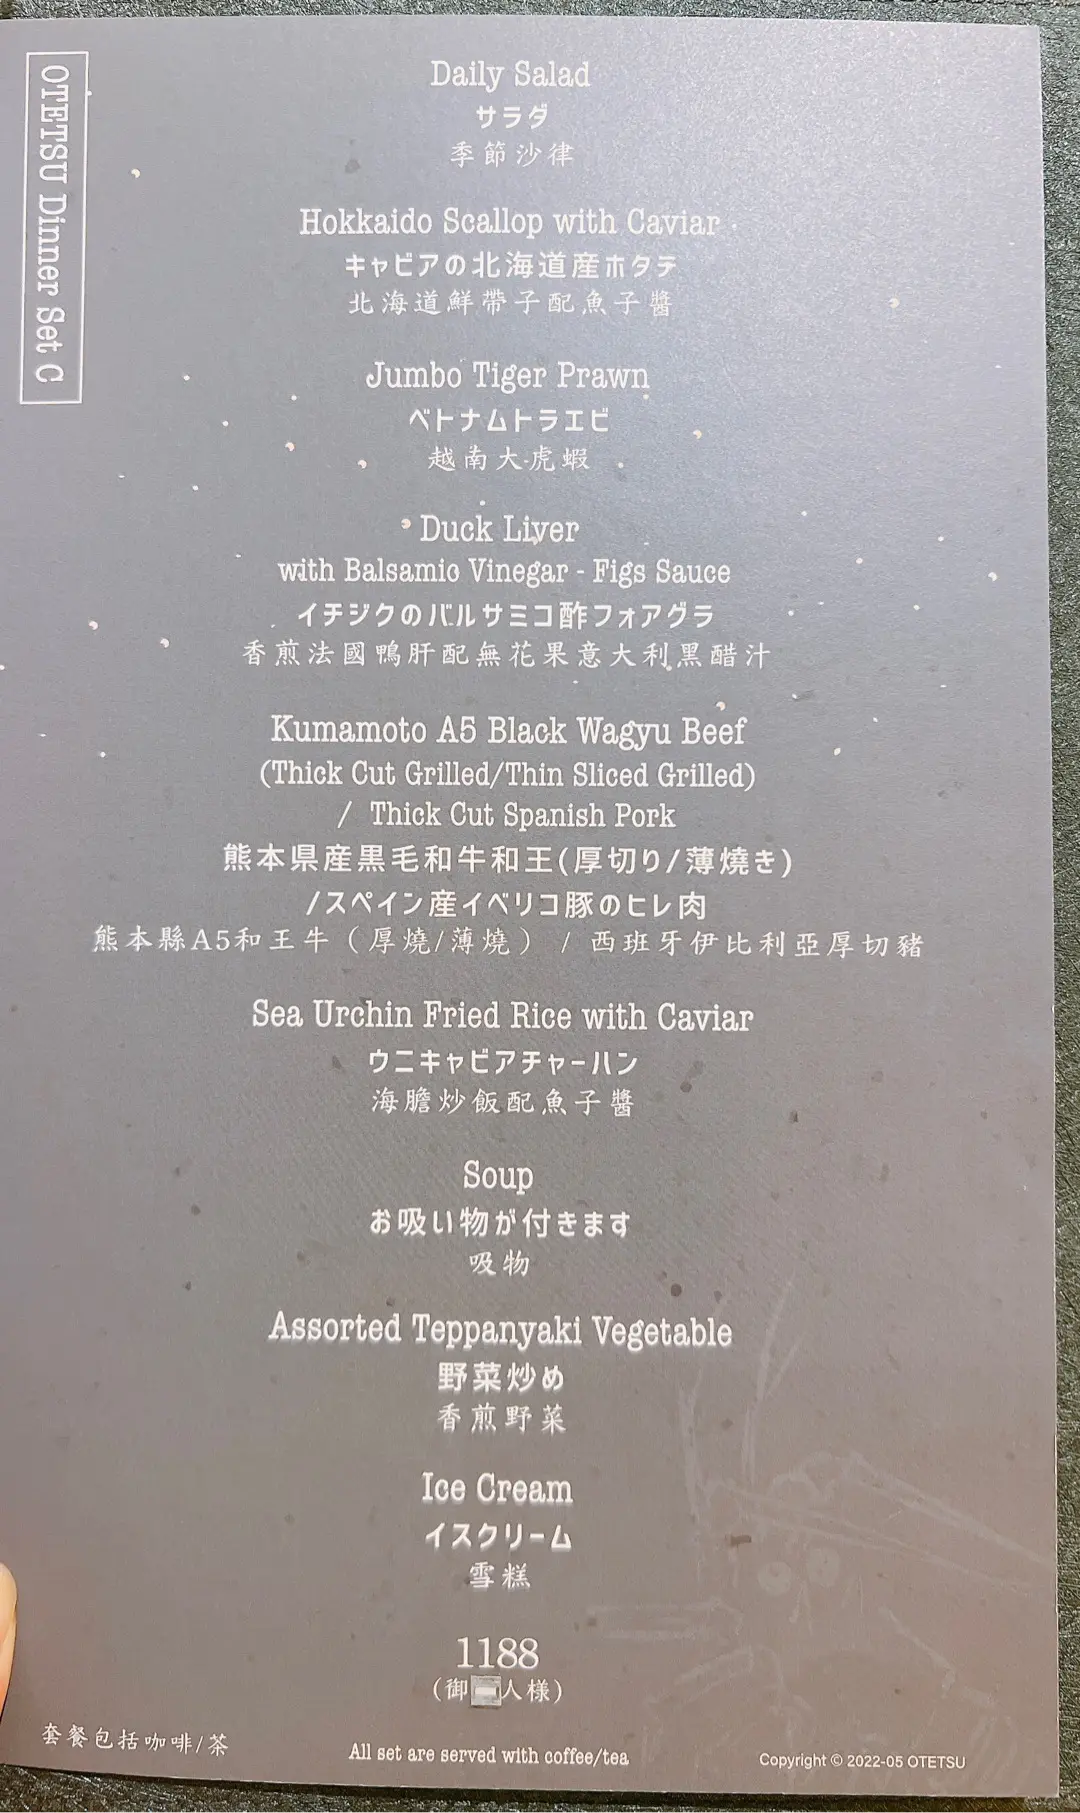 OTETSU Dinner Set C
Daily Salad
サラダ
季節沙律
Hokkaido Scallop with Caviar
キャビアの北海道産ホタテ
北海道鮮帶子配魚子醬
Jumbo Tiger Prawn
ベトナムトラエビ
越南大虎蝦
Duck Liver
with Balsamic Vinegar - Figs Sauce
イチジクのバルサミコ酢フォアグラ
香煎法國鴨肝配無花果意大利黑醋汁
Kumamoto A5 Black Wagyu Beef
(Thick Cut Grilled/Thin Sliced Grilled)
/ Thick Cut Spanish Pork
熊本県産黒毛和牛和王(厚切り/薄焼き)
/スペイン産イベリコ豚のヒレ肉
熊本縣A5和王牛（厚燒/薄燒） / 西班牙伊比利亞厚切豬
Sea Urchin Fried Rice with Caviar
ウニキャビアチャーハン
海膽炒飯配魚子醬
Soup
お吸い物が付きます
吸物
Assorted Teppanyaki Vegetable
野菜炒め
香煎野菜
Ice Cream
イスクリーム
雪糕
1188
(御一人様)
套餐包括咖啡/茶
All set are served with coffee/tea
Copyright © 2022-05 OTETSU